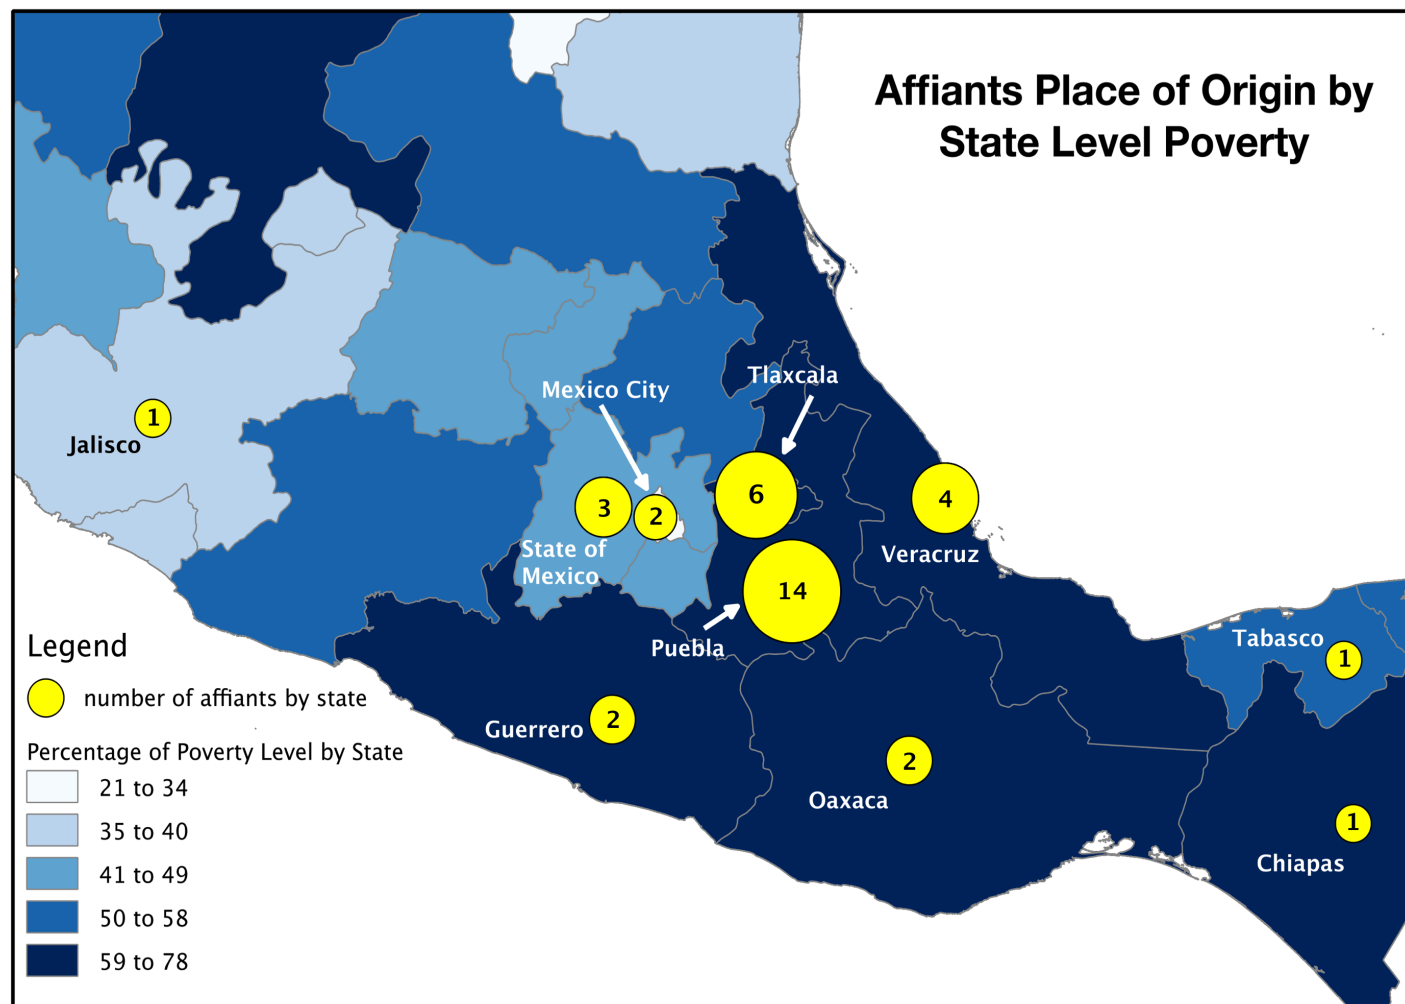 Affiants Place of Origin by
State Level Poverty
Mexico City
Tlaxcala
1
Jalisco
3
2
6
4
State of
Mexico
Veracruz
14
Puebla
Tabasco
1
Guerrero
2
2
Oaxaca
1
Chiapas
Legend
number of affiants by state
Percentage of Poverty Level by State
21 to 34
35 to 40
41 to 49
50 to 58
59 to 78